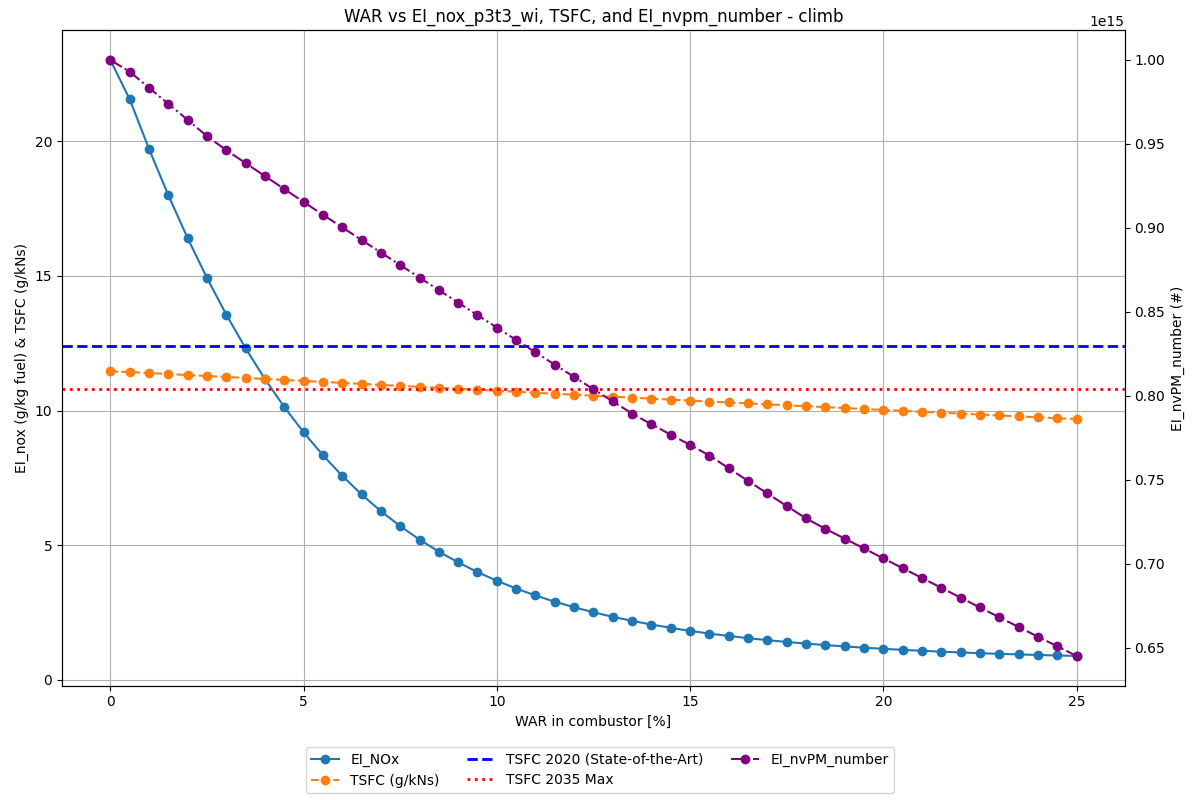 WAR vs EI_nox_p3t3_wi, TSFC, and EI_nvpm_number - climb
1e15
20
15
10
5
0
EI_nox (g/kg fuel) & TSFC (g/kNs)
1.00
0.95
0.90
0.85
0.80
0.75
0.70
0.65
EI_nvPM_number (#)
0 5 10 15 20 25
WAR in combustor [%]
EI_NOx TSFC 2020 (State-of-the-Art) EI_nvPM_number
TSFC (g/kNs) TSFC 2035 Max